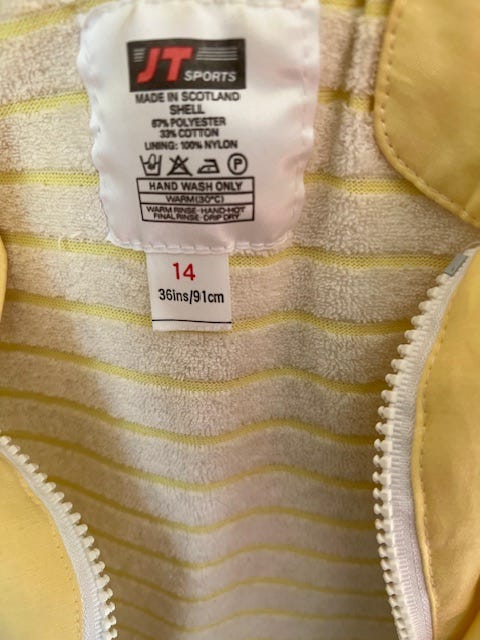 JT SPORTS
MADE IN SCOTLAND
SHELL
67% POLYESTER
33% COTTON
LINING: 100% NYLON
P
HAND WASH ONLY
WARM (30°C)
WARM RINSE-HAND-HOT
FINAL RINSE-DRIP DRY
14
36ins/91cm